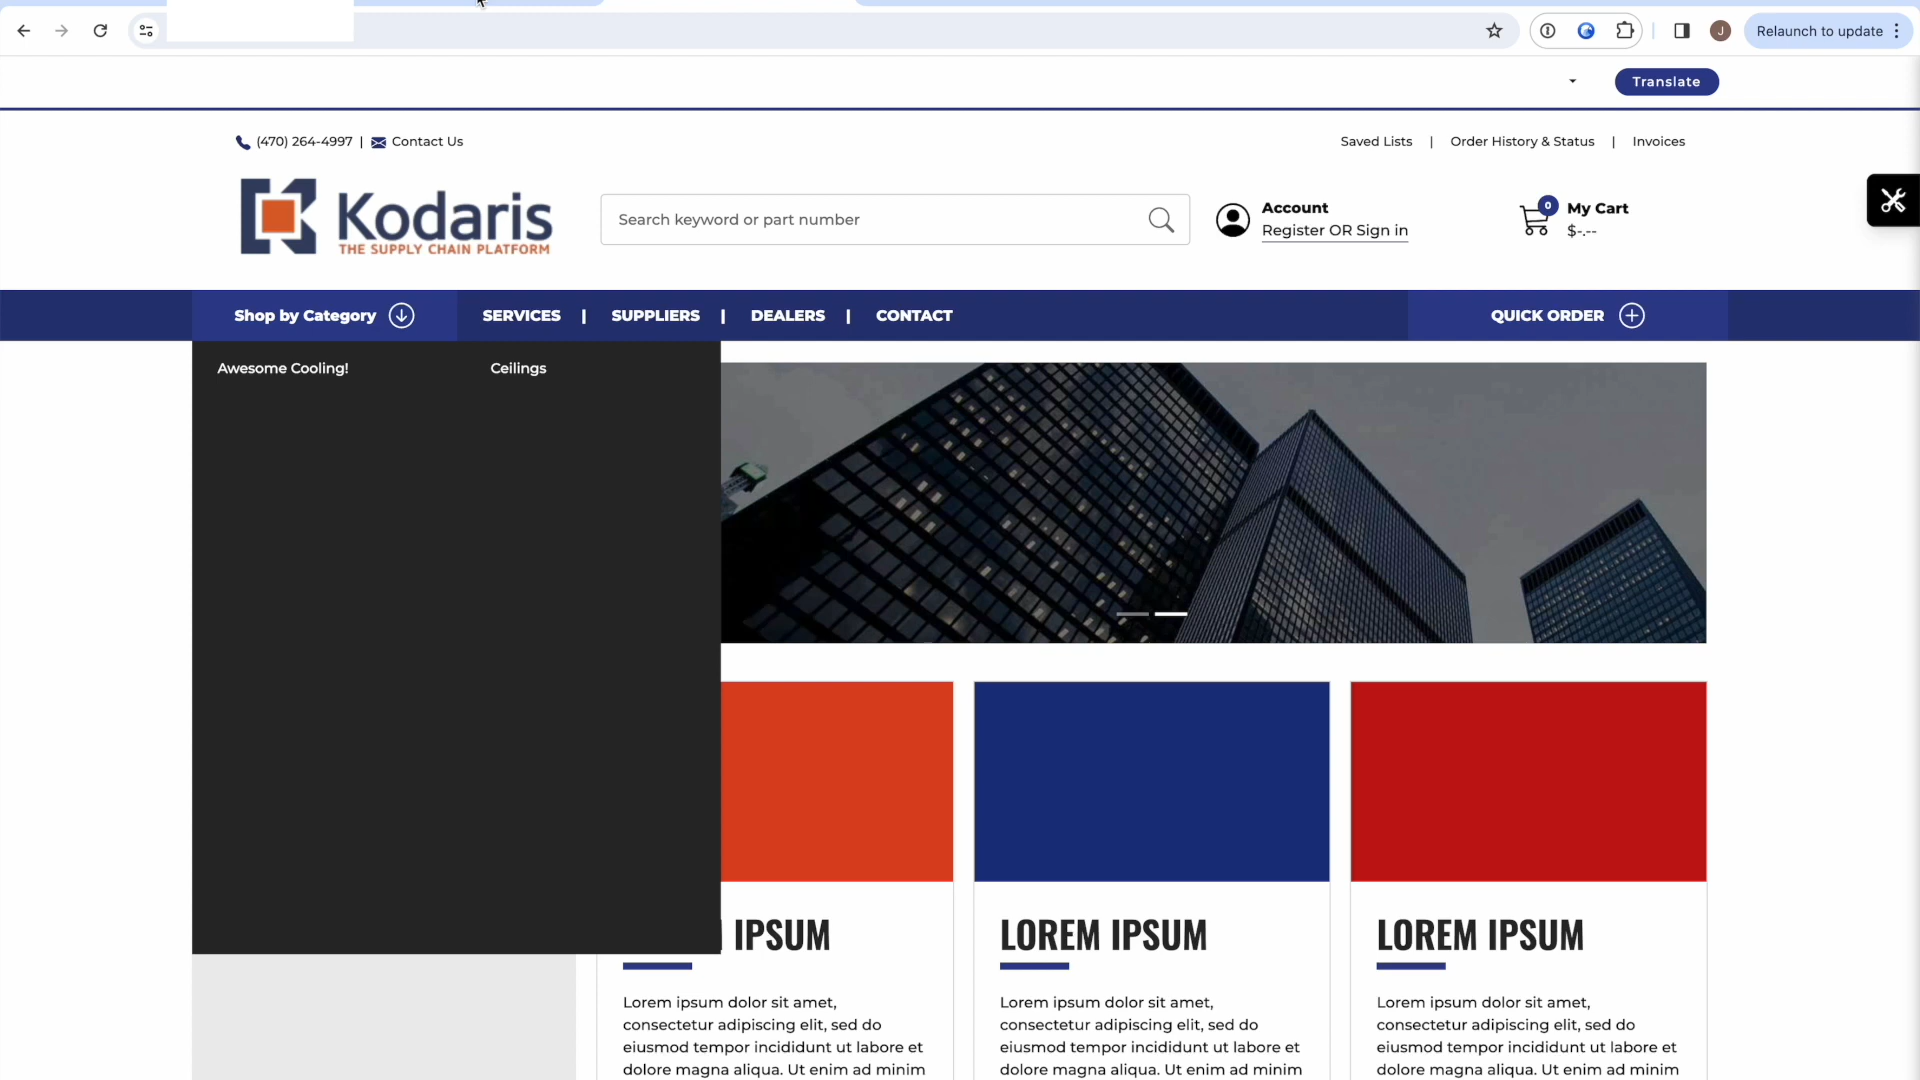 Relaunch to update
J
Translate
(470) 264-4997 | Contact Us
Saved Lists | Order History & Status | Invoices
Kodaris
THE SUPPLY CHAIN PLATFORM
Search keyword or part number
Account
Register OR Sign in
0
My Cart
$-.--
Shop by Category
SERVICES | SUPPLIERS | DEALERS | CONTACT
QUICK ORDER
Awesome Cooling!
Ceilings
IPSUM
Lorem ipsum dolor sit amet,
consectetur adipiscing elit, sed do
eiusmod tempor incididunt ut labore et
dolore magna aliqua. Ut enim ad minim
LOREM IPSUM
Lorem ipsum dolor sit amet,
consectetur adipiscing elit, sed do
eiusmod tempor incididunt ut labore et
dolore magna aliqua. Ut enim ad minim
LOREM IPSUM
Lorem ipsum dolor sit amet,
consectetur adipiscing elit, sed do
eiusmod tempor incididunt ut labore et
dolore magna aliqua. Ut enim ad minim